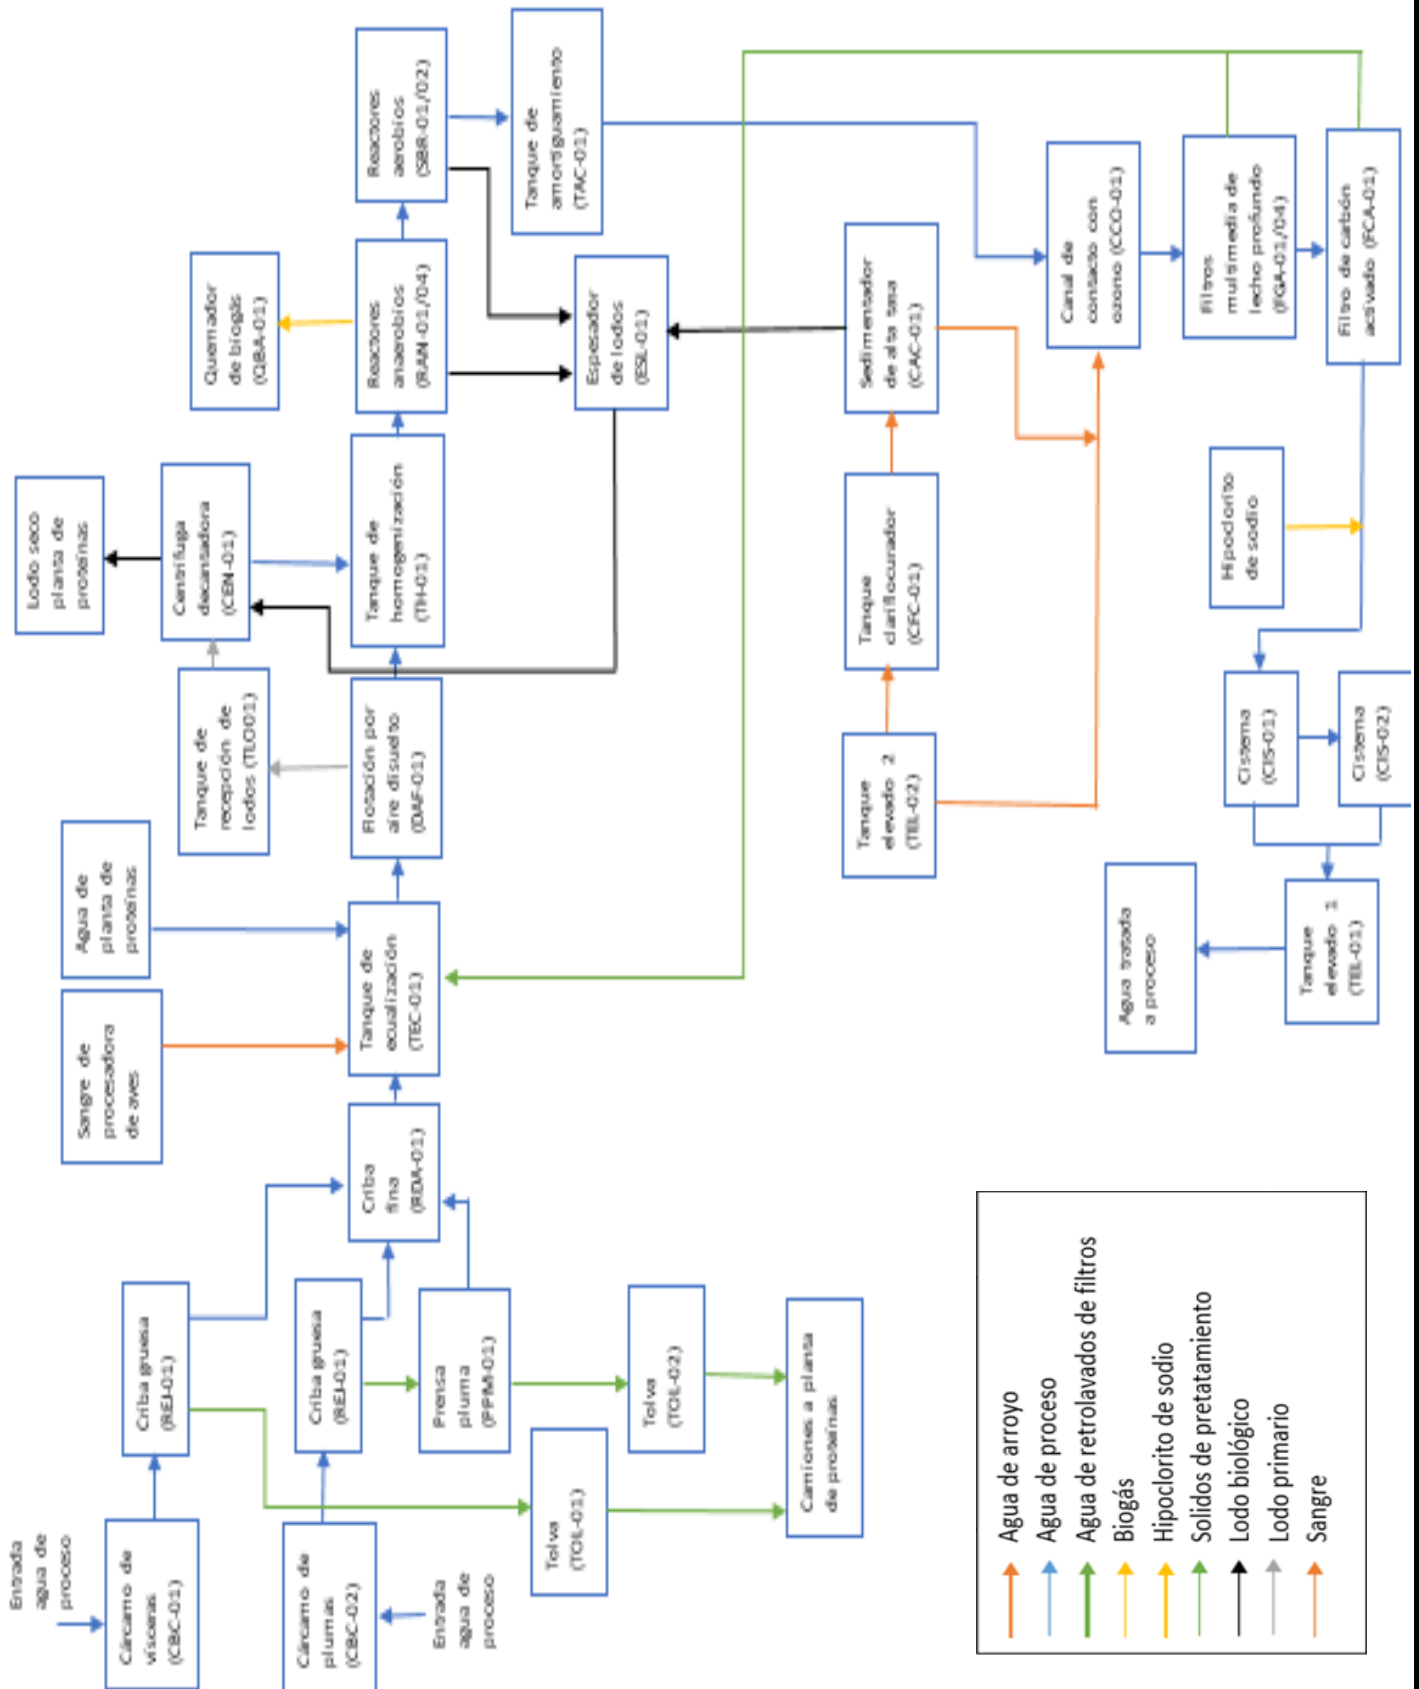 Entrada
agua de
proceso
Cárcamo de
vísceras
(CBC-01)
Criba gruesa
(REJ-01)
Cárcamo de
plumas
(CBC-02)
Entrada
agua de
proceso
Criba gruesa
(REJ-01)
Prensa
pluma
(PPM-01)
Tolva
(TOL-01)
Tolva
(TOL-02)
Camiones a planta
de proteínas
Criba
fina
(RDA-01)
Sangre de
procesadora
de aves
Agua de
planta de
proteínas
Tanque de
ecualización
(TEC-01)
Flotación por
aire disuelto
(DAF-01)
Tanque de
recepción de
lodos (TLO01)
Centrífuga
decantadora
(CEN-01)
Lodo seco
planta de
proteínas
Tanque de
homogenización
(TH-01)
Quemador
de biogás
(QBA-01)
Reactores
anaerobios
(RAN-01/04)
Reactores
aerobios
(SBR-01/02)
Tanque de
amortiguamiento
(TAC-01)
Espesador
de lodos
(ESL-01)
Tanque
elevado 2
(TEL-02)
Tanque
clariflocurador
(CFC-01)
Sedimentador
de alta tasa
(CAC-01)
Canal de
contacto con
ozono (CCO-01)
Filtros
multimedia de
lecho profundo
(FGA-01/04)
Filtro de carbón
activado (FCA-01)
Hipoclorito
de sodio
Cisterna
(CIS-01)
Cisterna
(CIS-02)
Tanque
elevado 1
(TEL-01)
Agua tratada
a proceso
Agua de arroyo
Agua de proceso
Agua de retrolavados de filtros
Biogás
Hipoclorito de sodio
Solidos de pretatamiento
Lodo biológico
Lodo primario
Sangre